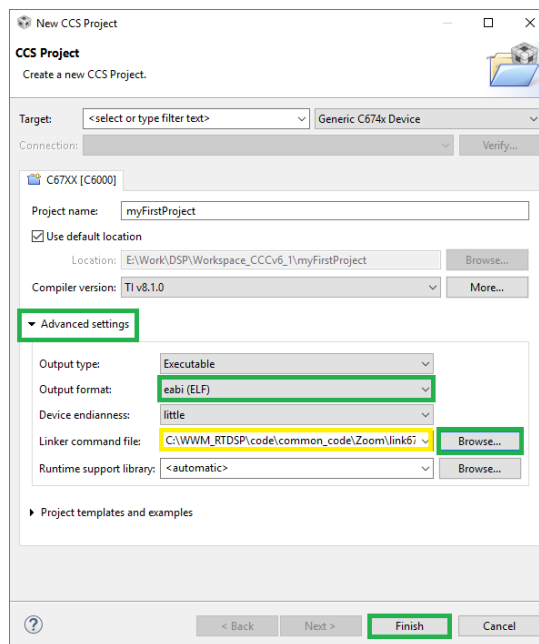 New CCS Project
CCS Project
Create a new CCS Project.
Target: <select or type filter text> Generic C674x Device
Connection: Verify...
C67XX [C6000]
Project name: myFirstProject
Use default location
Location: E:\Work\DSP\Workspace_CCCv6_1\myFirstProject Browse...
Compiler version: TI v8.1.0 More...
Advanced settings
Output type: Executable
Output format: eabi (ELF)
Device endianness: little
Linker command file: C:\WWM_RTDSP\code\common_code\Zoom\link67 Browse...
Runtime support library: <automatic> Browse...
Project templates and examples
? < Back Next > Finish Cancel